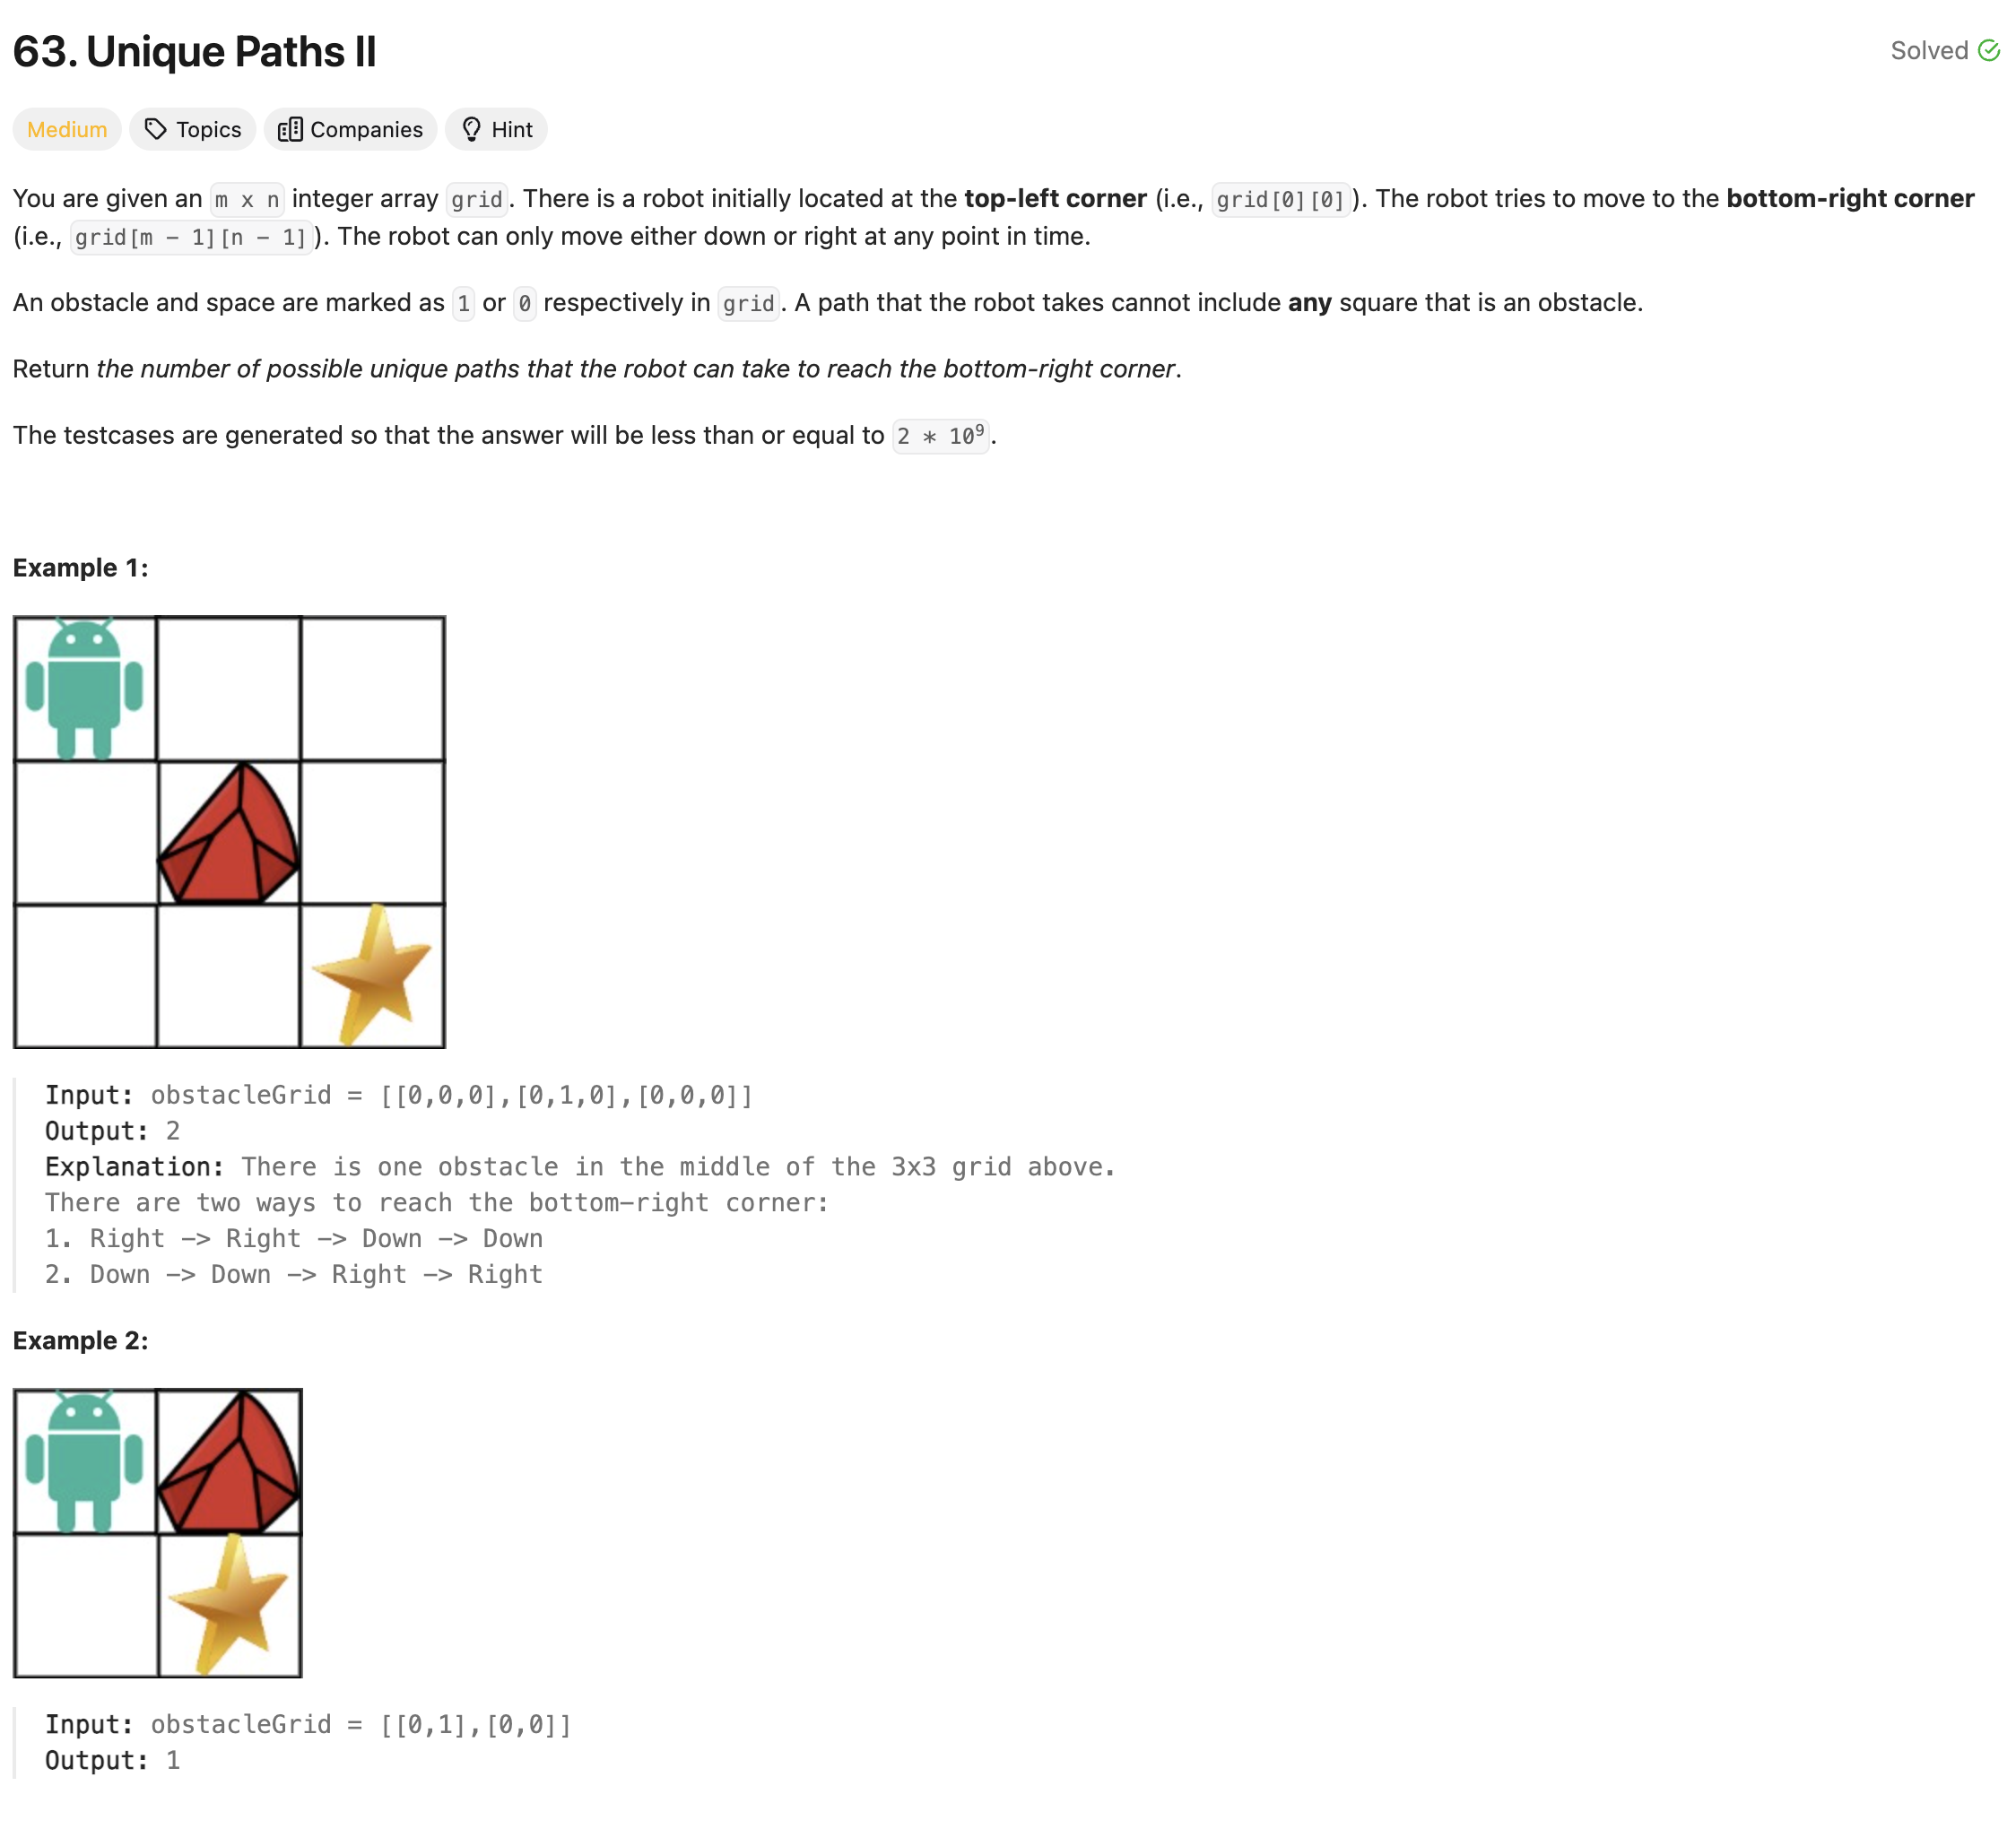 63. Unique Paths II
Solved
Medium
Topics
Companies
Hint
You are given an m x n integer array grid. There is a robot initially located at the top-left corner (i.e., grid[0][0]). The robot tries to move to the bottom-right corner
(i.e., grid[m - 1][n - 1]). The robot can only move either down or right at any point in time.
An obstacle and space are marked as 1 or 0 respectively in grid. A path that the robot takes cannot include any square that is an obstacle.
Return the number of possible unique paths that the robot can take to reach the bottom-right corner.
The testcases are generated so that the answer will be less than or equal to 2 * 10⁹.
Example 1:
Input: obstacleGrid = [[0,0,0],[0,1,0],[0,0,0]]
Output: 2
Explanation: There is one obstacle in the middle of the 3x3 grid above.
There are two ways to reach the bottom-right corner:
1. Right -> Right -> Down -> Down
2. Down -> Down -> Right -> Right
Example 2:
Input: obstacleGrid = [[0,1],[0,0]]
Output: 1